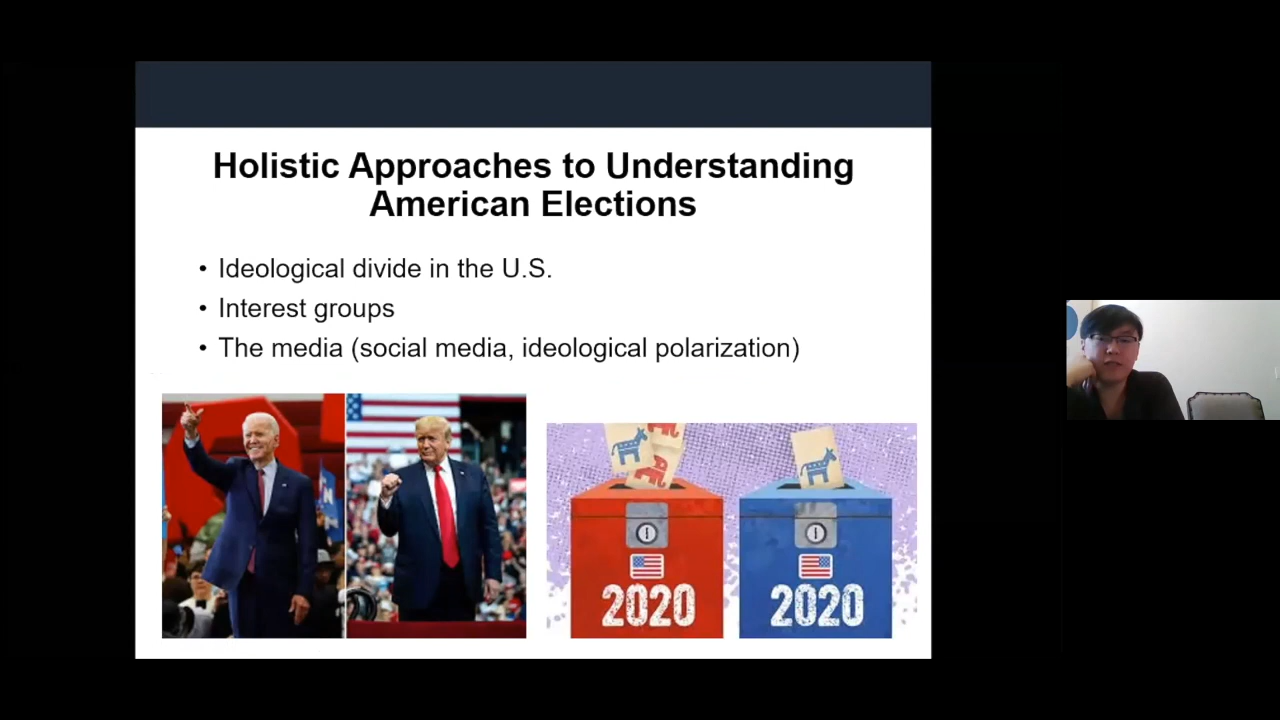 Holistic Approaches to Understanding
American Elections
• Ideological divide in the U.S.
• Interest groups
• The media (social media, ideological polarization)
2020
2020